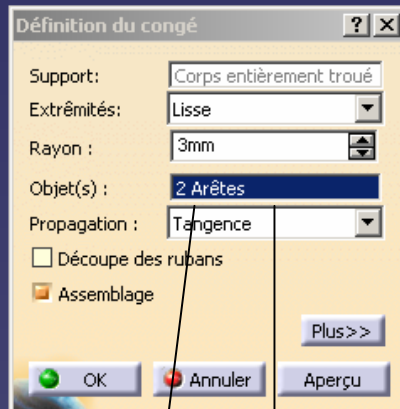 Définition du congé
Support: Corps entièrement troué
Extrêmités: Lisse
Rayon : 3mm
Objet(s) : 2 Arêtes
Propagation : Tangence
Découpe des rubans
Assemblage
Plus>>
OK Annuler Aperçu